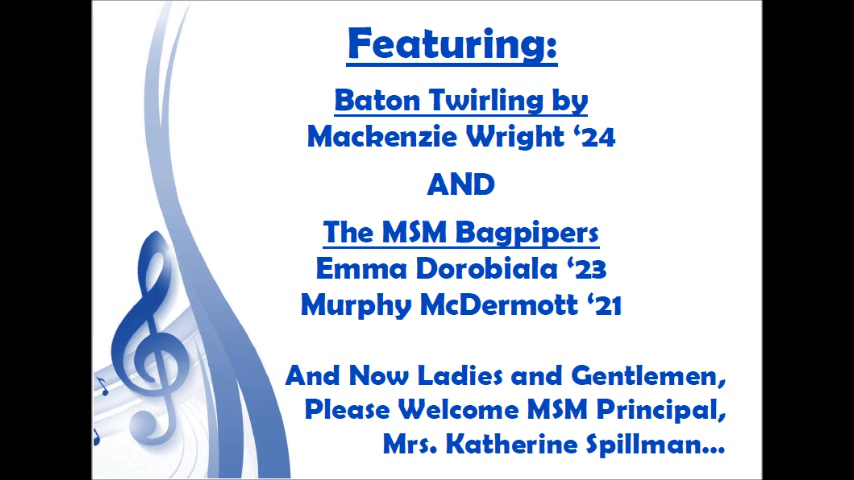 Featuring:
Baton Twirling by
Mackenzie Wright ‘24
AND
The MSM Bagpipers
Emma Dorobiala ‘23
Murphy McDermott ‘21
And Now Ladies and Gentlemen,
Please Welcome MSM Principal,
Mrs. Katherine Spillman...